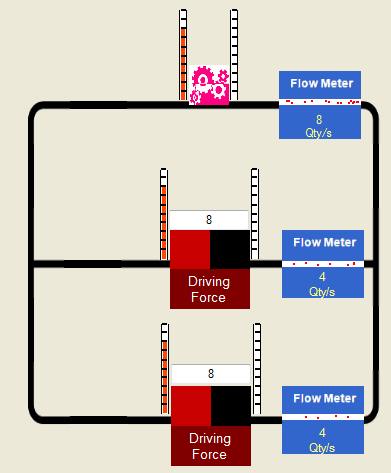 Flow Meter
8
Qty/s
8
Driving
Force
Flow Meter
4
Qty/s
8
Driving
Force
Flow Meter
4
Qty/s